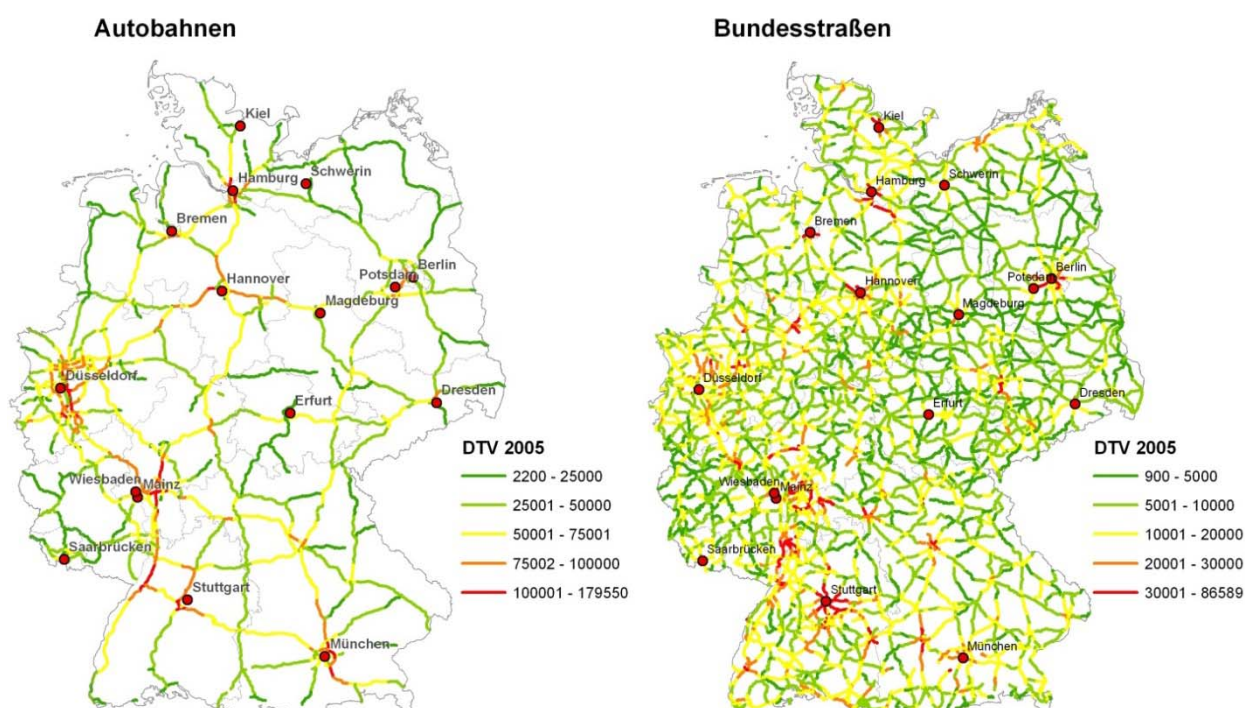 Autobahnen
Kiel
Hamburg
Schwerin
Bremen
Hannover
Potsdam
Berlin
Magdeburg
Düsseldorf
Erfurt
Dresden
Wiesbaden
Mainz
Saarbrücken
Stuttgart
München
DTV 2005
2200 - 25000
25001 - 50000
50001 - 75001
75002 - 100000
100001 - 179550
Bundesstraßen
Kiel
Hamburg
Schwerin
Bremen
Hannover
Potsdam
Berlin
Magdeburg
Düsseldorf
Erfurt
Dresden
Wiesbaden
Mainz
Saarbrücken
Stuttgart
München
DTV 2005
900 - 5000
5001 - 10000
10001 - 20000
20001 - 30000
30001 - 86589